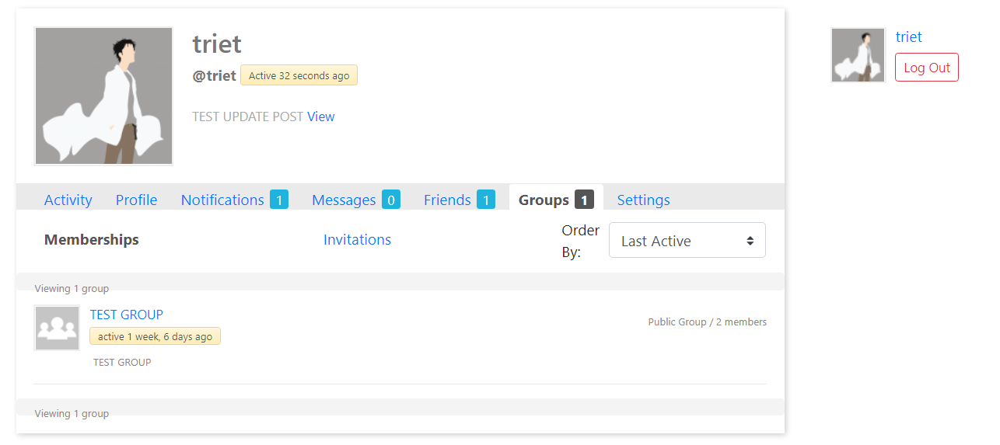 triet
@triet Active 32 seconds ago
TEST UPDATE POST View
triet
Log Out
Activity Profile Notifications 1 Messages 0 Friends 1 Groups 1 Settings
Memberships Invitations
Order
By:
Last Active
Viewing 1 group
TEST GROUP
active 1 week, 6 days ago
TEST GROUP
Public Group / 2 members
Viewing 1 group